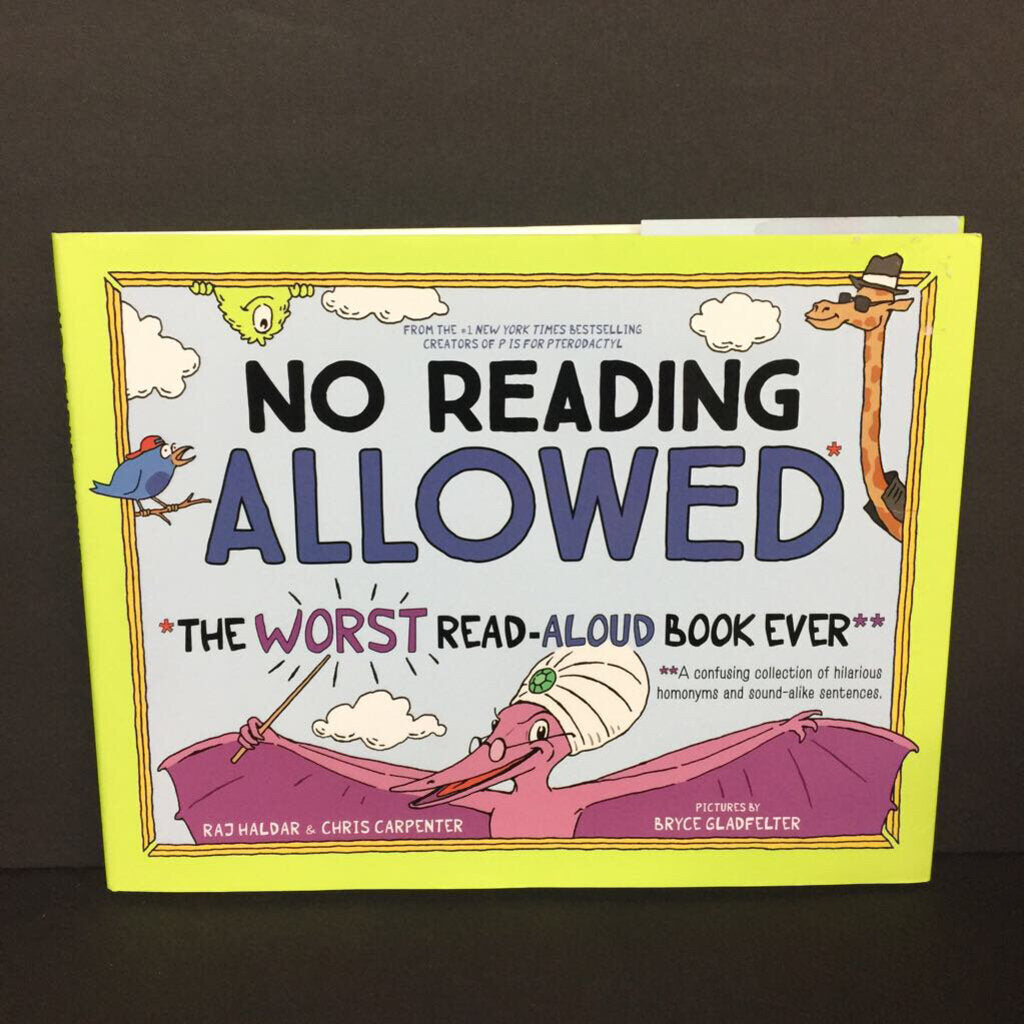 FROM THE #1 NEW YORK TIMES BESTSELLING
CREATORS OF P IS FOR PTERODACTYL
NO READING
ALLOWED*
*THE WORST READ-ALOUD BOOK EVER**
**A confusing collection of hilarious
homonyms and sound-alike sentences.
RAJ HALDAR & CHRIS CARPENTER
PICTURES BY
BRYCE GLADFELTER